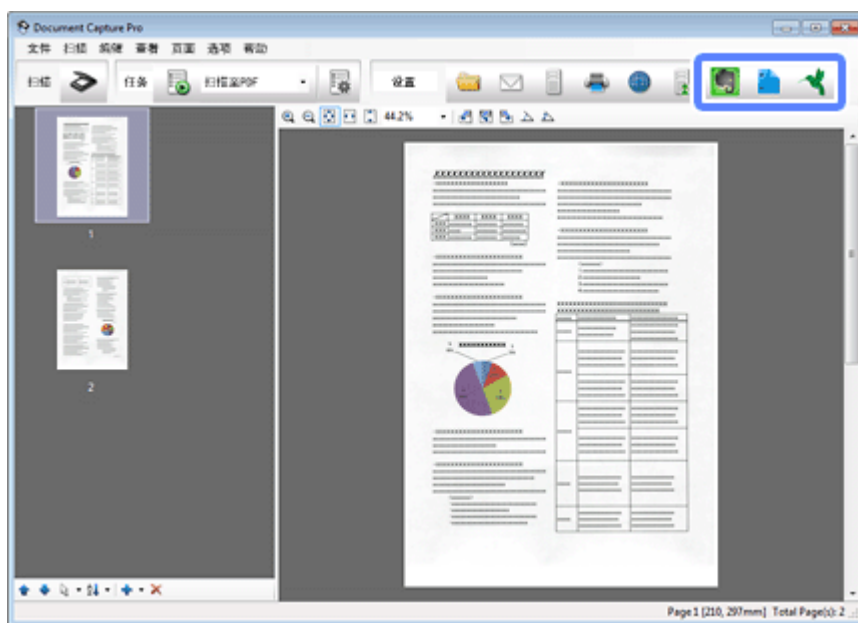 Document Capture Pro
文件 扫描 编辑 查看 页面 选项 帮助
扫描 任务 扫描至PDF 设置
44.2%
1
2
Page 1 [210, 297mm] Total Page(s): 2